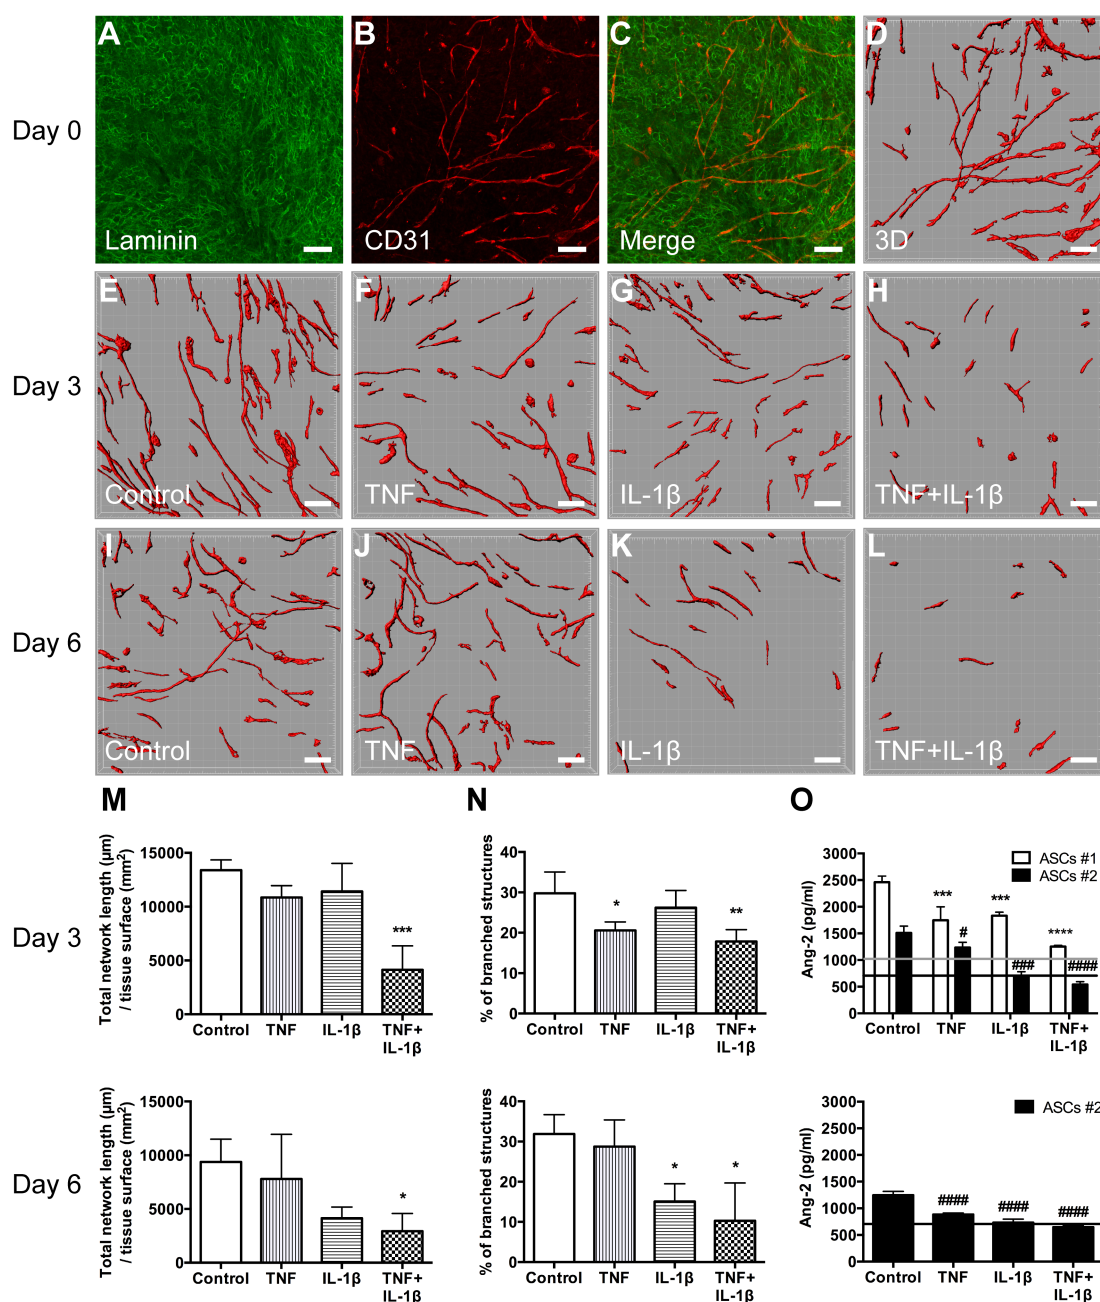 A
B
C
D
Day 0
Laminin
CD31
Merge
3D
E
F
G
H
Day 3
Control
TNF
IL-1β
TNF+IL-1β
I
J
K
L
Day 6
Control
TNF
IL-1β
TNF+IL-1β
M
N
O
Day 3
Total network length (µm)
/ tissue surface (mm²)
15000
10000
5000
0
***
Control
TNF
IL-1β
TNF+
IL-1β
% of branched structures
40
30
20
10
0
*
**
Control
TNF
IL-1β
TNF+
IL-1β
Ang-2 (pg/ml)
3000
2500
2000
1500
1000
500
0
ASCs #1
ASCs #2
***
#
***
###
****
####
Control
TNF
IL-1β
TNF+
IL-1β
Day 6
Total network length (µm)
/ tissue surface (mm²)
15000
10000
5000
0
*
Control
TNF
IL-1β
TNF+
IL-1β
% of branched structures
40
30
20
10
0
*
*
Control
TNF
IL-1β
TNF+
IL-1β
Ang-2 (pg/ml)
3000
2500
2000
1500
1000
500
0
ASCs #2
####
####
####
Control
TNF
IL-1β
TNF+
IL-1β